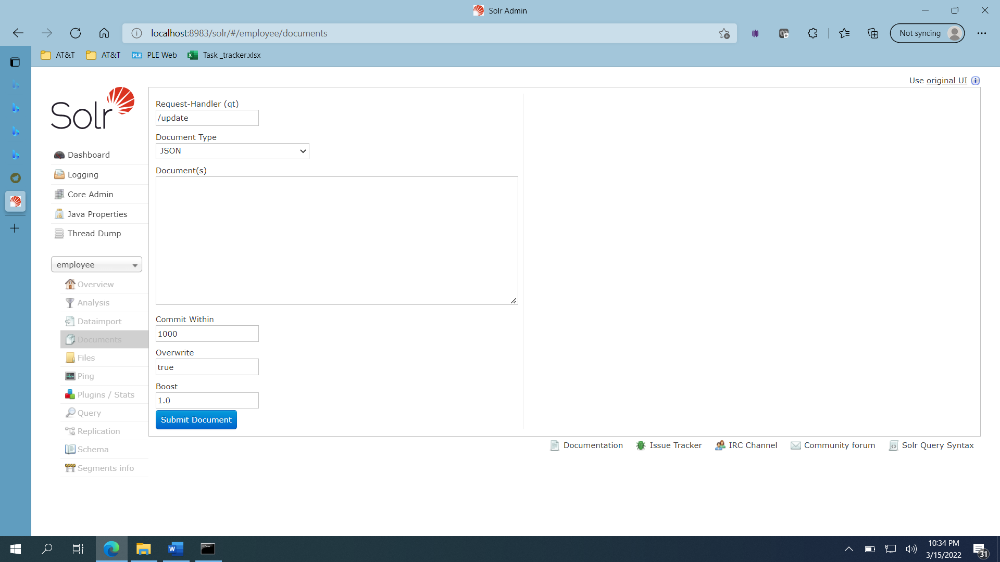 Solr Admin
localhost:8983/solr/#/employee/documents
Not syncing
AT&T
AT&T
PLE
PLE Web
Task _tracker.xlsx
Use original UI
Solr
Dashboard
Logging
Core Admin
Java Properties
Thread Dump
employee
Overview
Analysis
Dataimport
Documents
Files
Ping
Plugins / Stats
Query
Replication
Schema
Segments info
Request-Handler (qt)
/update
Document Type
JSON
Document(s)
Commit Within
1000
Overwrite
true
Boost
1.0
Submit Document
Documentation
Issue Tracker
IRC Channel
Community forum
Solr Query Syntax
10:34 PM
3/15/2022
31